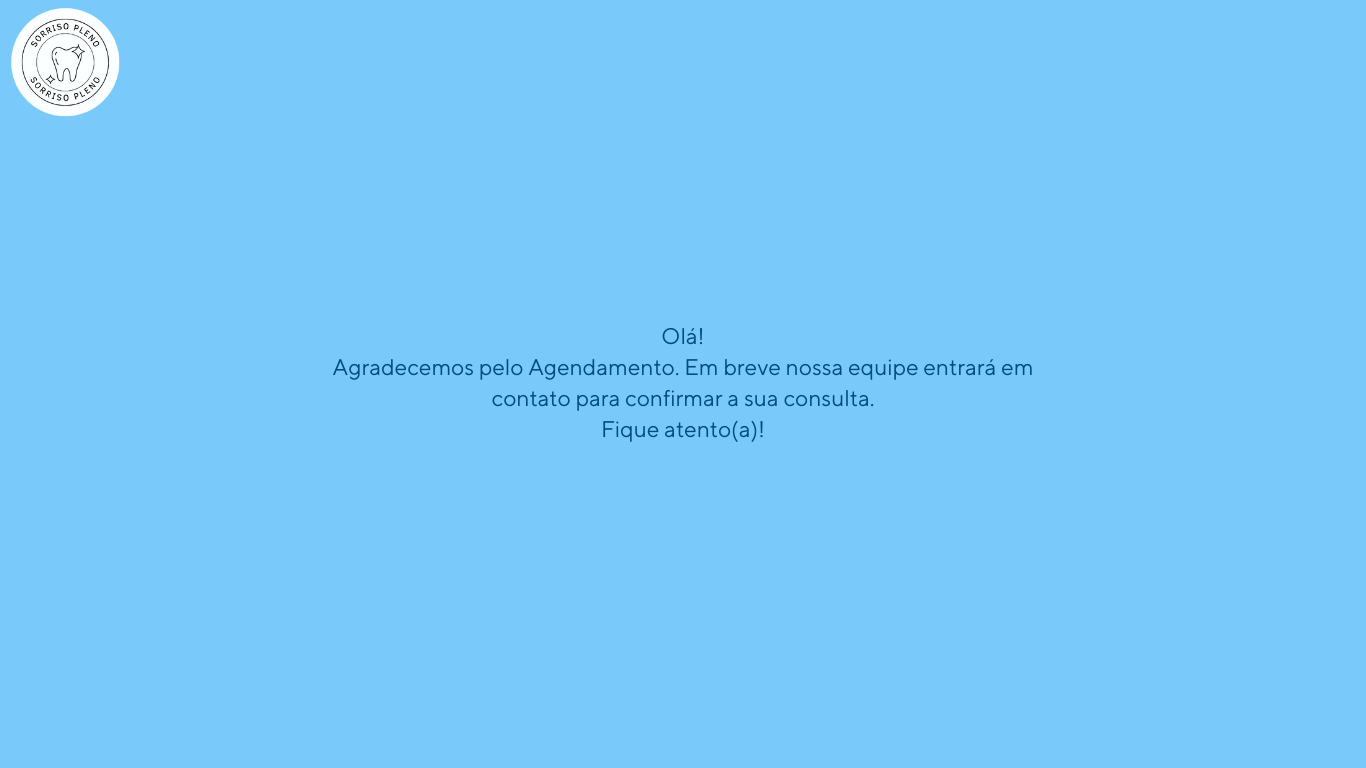 SORRISO PLENO
SORRISO PLENO
Olá!
Agradecemos pelo Agendamento. Em breve nossa equipe entrará em
contato para confirmar a sua consulta.
Fique atento(a)!